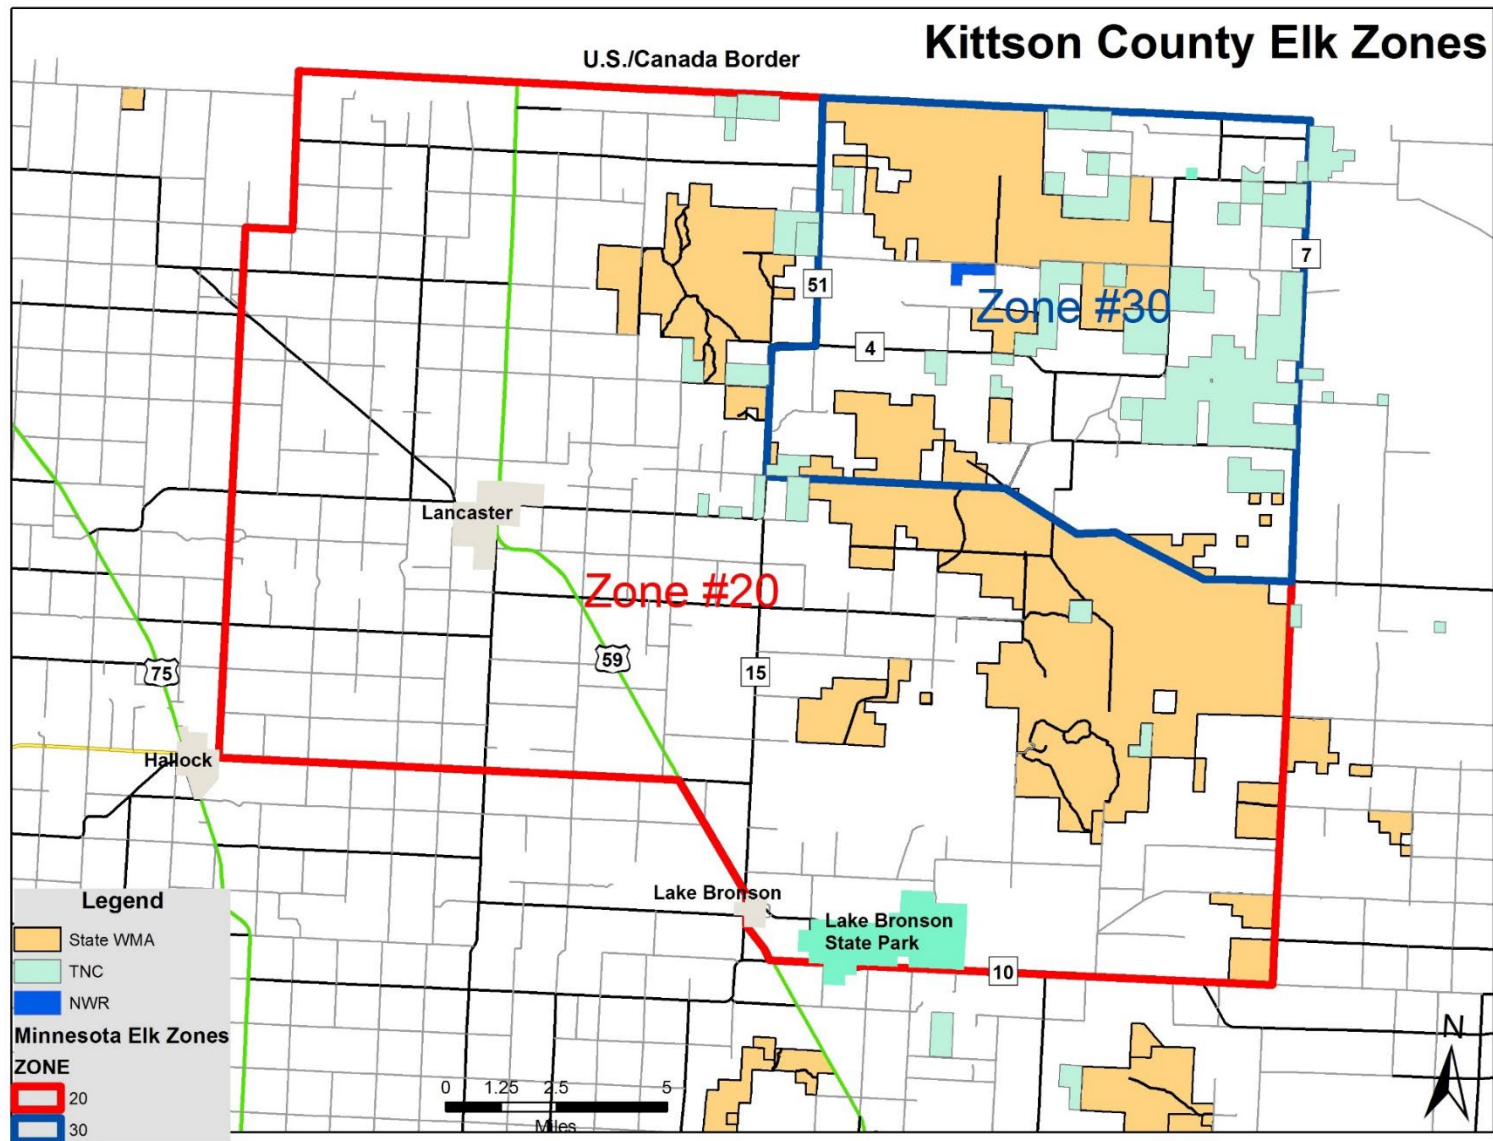 Kittson County Elk Zones
U.S./Canada Border
7
51
Zone #30
4
Lancaster
Zone #20
59
75
15
Hallock
Lake Bronson
Lake Bronson
State Park
10
Legend
State WMA
TNC
NWR
Minnesota Elk Zones
ZONE
20
30
0 1.25 2.5 5
Miles
N